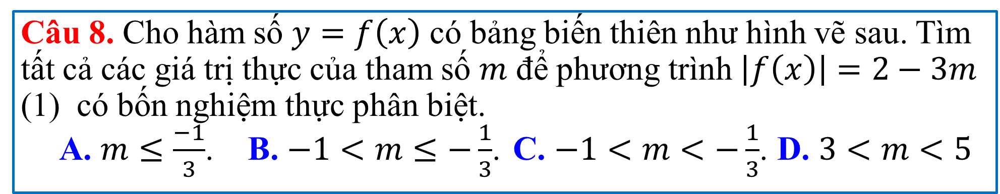 Câu 8. Cho hàm số y = f(x) có bảng biến thiên như hình vẽ sau. Tìm
tất cả các giá trị thực của tham số m để phương trình |f(x)| = 2 − 3m
(1) có bốn nghiệm thực phân biệt.
A. m ≤ \frac{-1}{3}. B. −1 < m ≤ −\frac{1}{3}. C. −1 < m < −\frac{1}{3}. D. 3 < m < 5